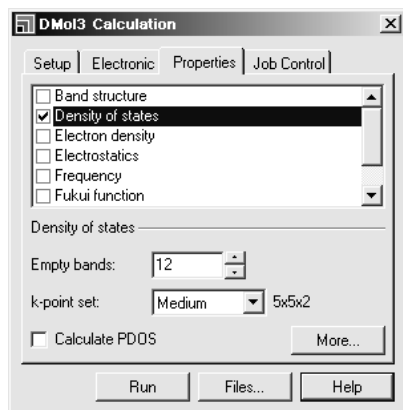 DMol3 Calculation
Setup Electronic Properties Job Control
Band structure
Density of states
Electron density
Electrostatics
Frequency
Fukui function
Density of states
Empty bands: 12
k-point set: Medium 5x5x2
Calculate PDOS More...
Run Files... Help